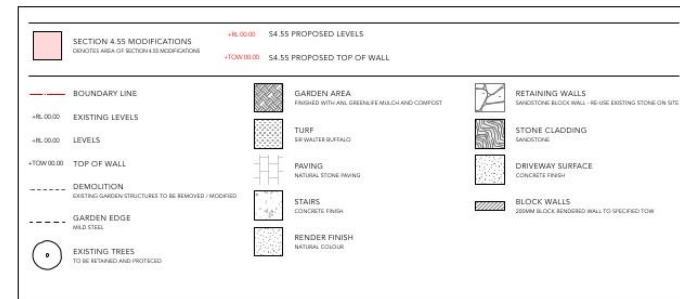 SECTION 4.55 MODIFICATIONS
DENOTES AREA OF SECTION 4.55 MODIFICATIONS
+RL 00.00 S4.55 PROPOSED LEVELS
+TOW 00.00 S4.55 PROPOSED TOP OF WALL
BOUNDARY LINE
+RL 00.00 EXISTING LEVELS
+RL 00.00 LEVELS
+TOW 00.00 TOP OF WALL
DEMOLITION
EXISTING GARDEN STRUCTURES TO BE REMOVED / MODIFIED
GARDEN EDGE
MILD STEEL
EXISTING TREES
TO BE RETAINED AND PROTECED
GARDEN AREA
FINISHED WITH ANL GREENLIFE MULCH AND COMPOST
TURF
SIR WALTER BUFFALO
PAVING
NATURAL STONE PAVING
STAIRS
CONCRETE FINISH
RENDER FINISH
NATURAL COLOUR
RETAINING WALLS
SANDSTONE BLOCK WALL - RE-USE EXISTING STONE ON SITE
STONE CLADDING
SANDSTONE
DRIVEWAY SURFACE
CONCRETE FINISH
BLOCK WALLS
200MM BLOCK RENDERED WALL TO SPECIFIED TOW